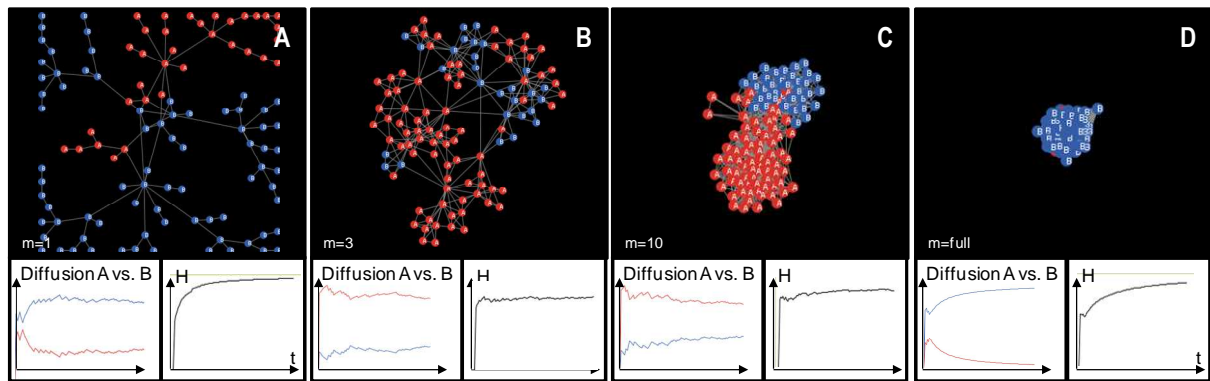 A
B
C
D
m=1
m=3
m=10
m=full
Diffusion A vs. B
H
t
Diffusion A vs. B
H
Diffusion A vs. B
H
Diffusion A vs. B
H
t